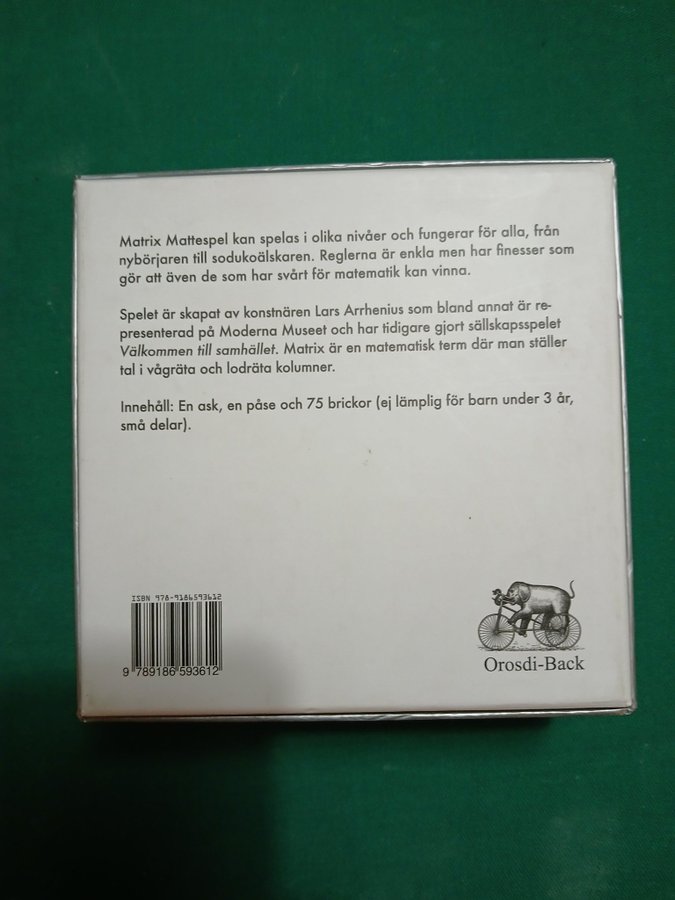 Matrix Mattespel kan spelas i olika nivåer och fungerar för alla, från
nybörjaren till sodukoälskaren. Reglerna är enkla men har finesser som
gör att även de som har svårt för matematik kan vinna.
Spelet är skapat av konstnären Lars Arrhenius som bland annat är re-
presenterad på Moderna Museet och har tidigare gjort sällskapsspelet
Välkommen till samhället. Matrix är en matematisk term där man ställer
tal i vågräta och lodräta kolumner.
Innehåll: En ask, en påse och 75 brickor (ej lämplig för barn under 3 år,
små delar).
ISBN 978-9186593612
9 789186 593612
Orosdi-Back